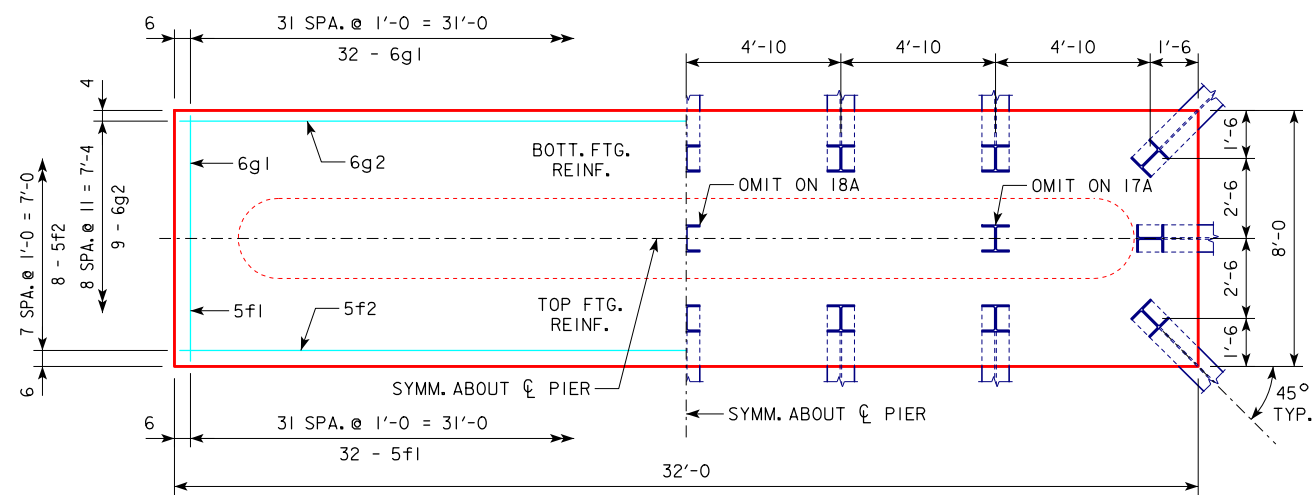 6
31 SPA. @ 1'-0 = 31'-0
32 - 6g1
4'-10
4'-10
4'-10
1'-6
4
8 SPA. @ 11 = 7'-4
9 - 6g2
7 SPA. @ 1'-0 = 7'-0
8 - 5f2
6
6g1
6g2
BOTT. FTG.
REINF.
OMIT ON 18A
OMIT ON 17A
1'-6
2'-6
2'-6
1'-6
8'-0
5f1
5f2
TOP FTG.
REINF.
SYMM. ABOUT ℄ PIER
SYMM. ABOUT ℄ PIER
45°
TYP.
6
31 SPA. @ 1'-0 = 31'-0
32 - 5f1
32'-0